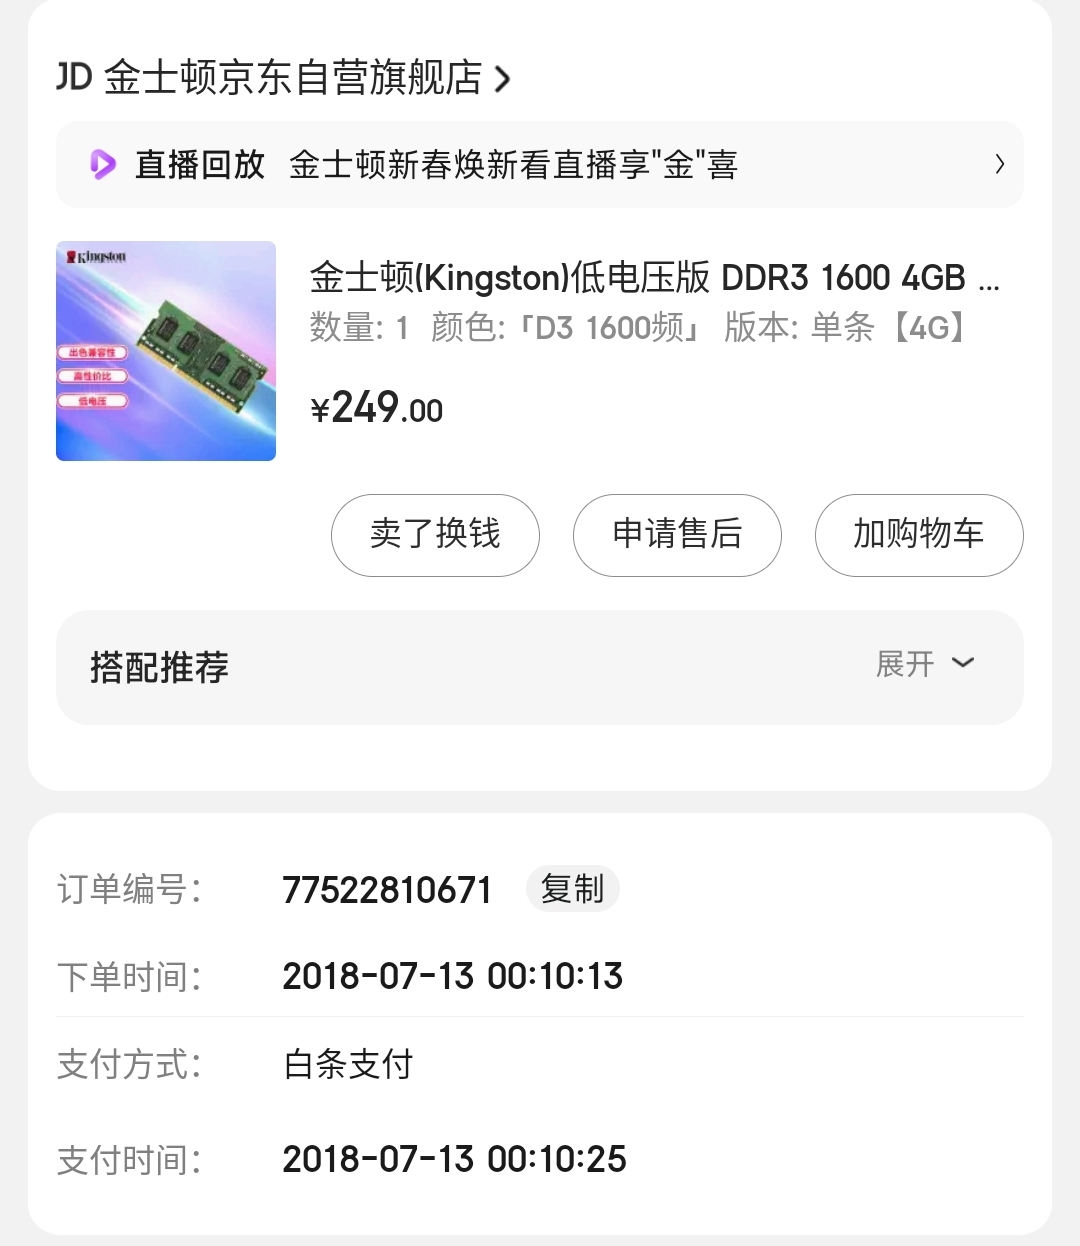 JD 金士顿京东自营旗舰店
直播回放 金士顿新春焕新看直播享"金"喜
Kingston
出色兼容性
高性价比
低电压
金士顿(Kingston)低电压版 DDR3 1600 4GB ...
数量: 1 颜色:「D3 1600频」 版本: 单条【4G】
¥249.00
卖了换钱 申请售后 加购物车
搭配推荐 展开
订单编号: 77522810671 复制
下单时间: 2018-07-13 00:10:13
支付方式: 白条支付
支付时间: 2018-07-13 00:10:25